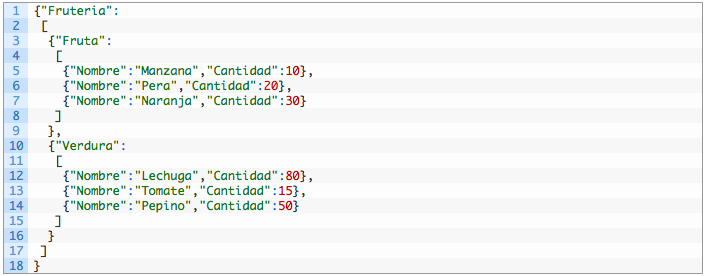 1 {"Fruteria":
2 [
3 {"Fruta":
4 [
5 {"Nombre":"Manzana","Cantidad":10},
6 {"Nombre":"Pera","Cantidad":20},
7 {"Nombre":"Naranja","Cantidad":30}
8 ]
9 },
10 {"Verdura":
11 [
12 {"Nombre":"Lechuga","Cantidad":80},
13 {"Nombre":"Tomate","Cantidad":15},
14 {"Nombre":"Pepino","Cantidad":50}
15 ]
16 }
17 ]
18 }